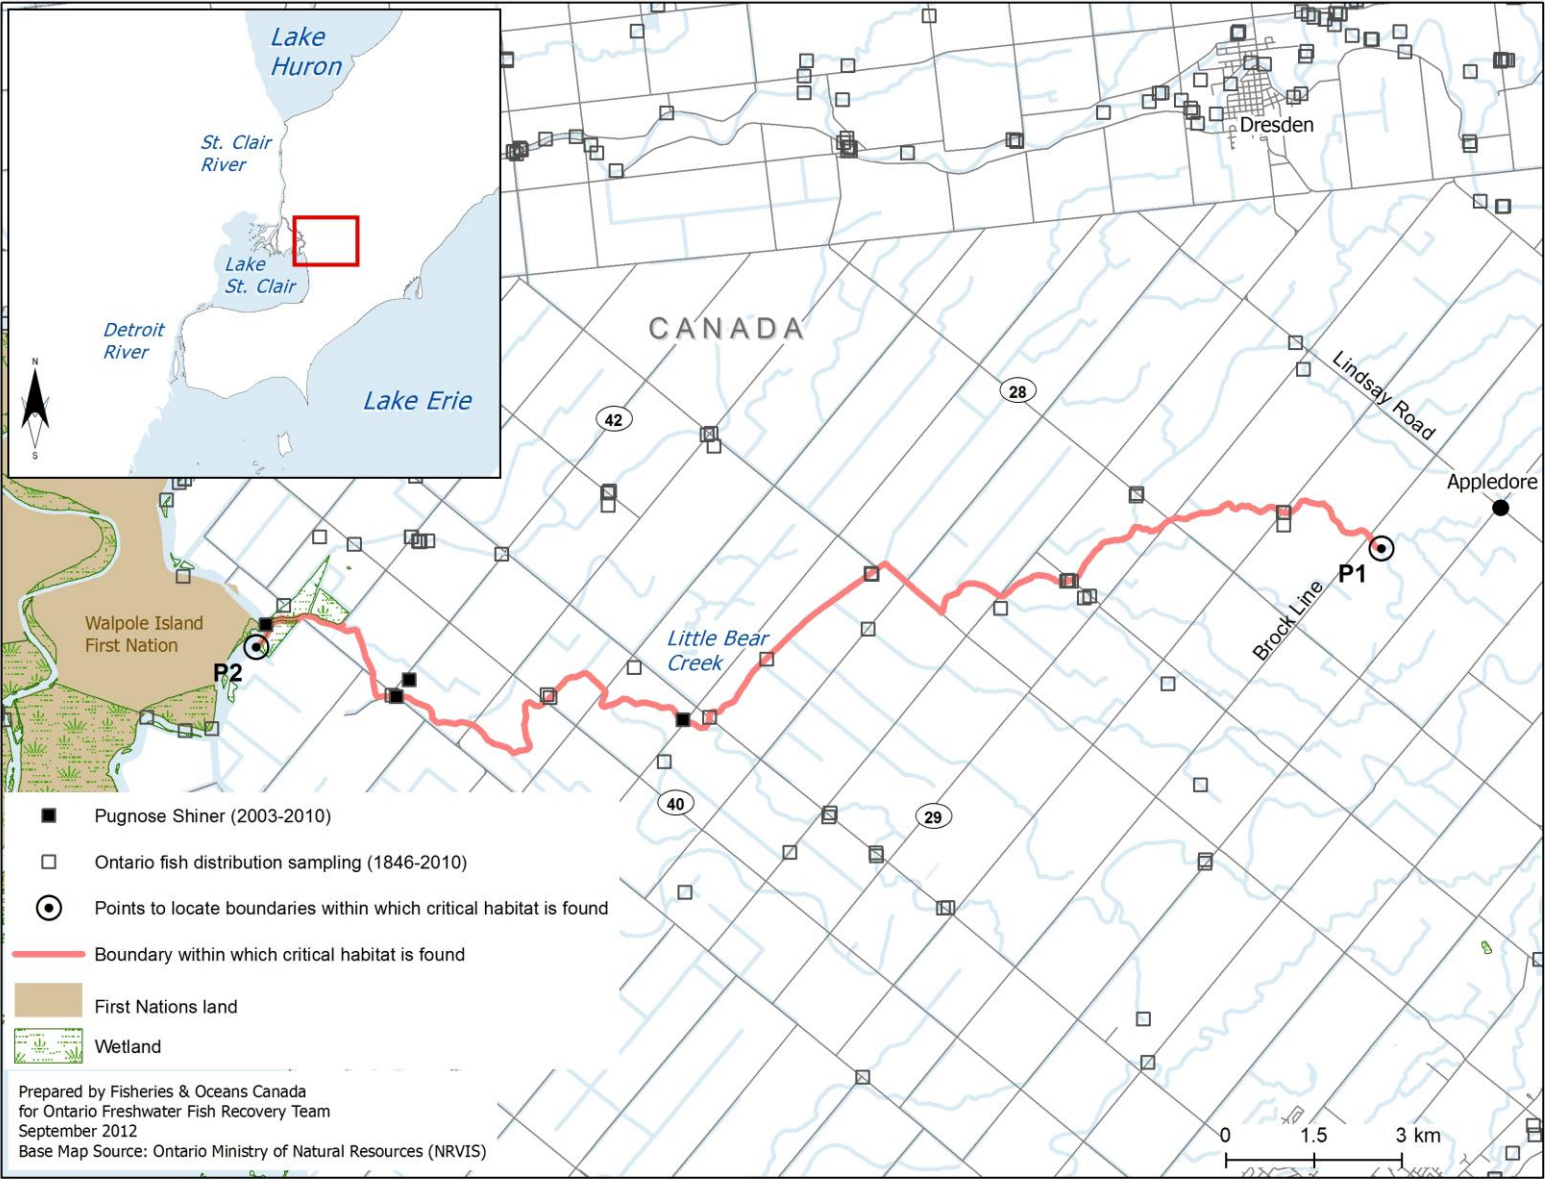 Lake
Huron
St. Clair
River
Lake
St. Clair
Detroit
River
Lake Erie
N
S
Dresden
CANADA
28
42
Lindsay Road
Appledore
P1
Brock Line
Walpole Island
First Nation
P2
Little Bear
Creek
40
29
Pugnose Shiner (2003-2010)
Ontario fish distribution sampling (1846-2010)
Points to locate boundaries within which critical habitat is found
Boundary within which critical habitat is found
First Nations land
Wetland
Prepared by Fisheries & Oceans Canada
for Ontario Freshwater Fish Recovery Team
September 2012
Base Map Source: Ontario Ministry of Natural Resources (NRVIS)
0 1.5 3 km